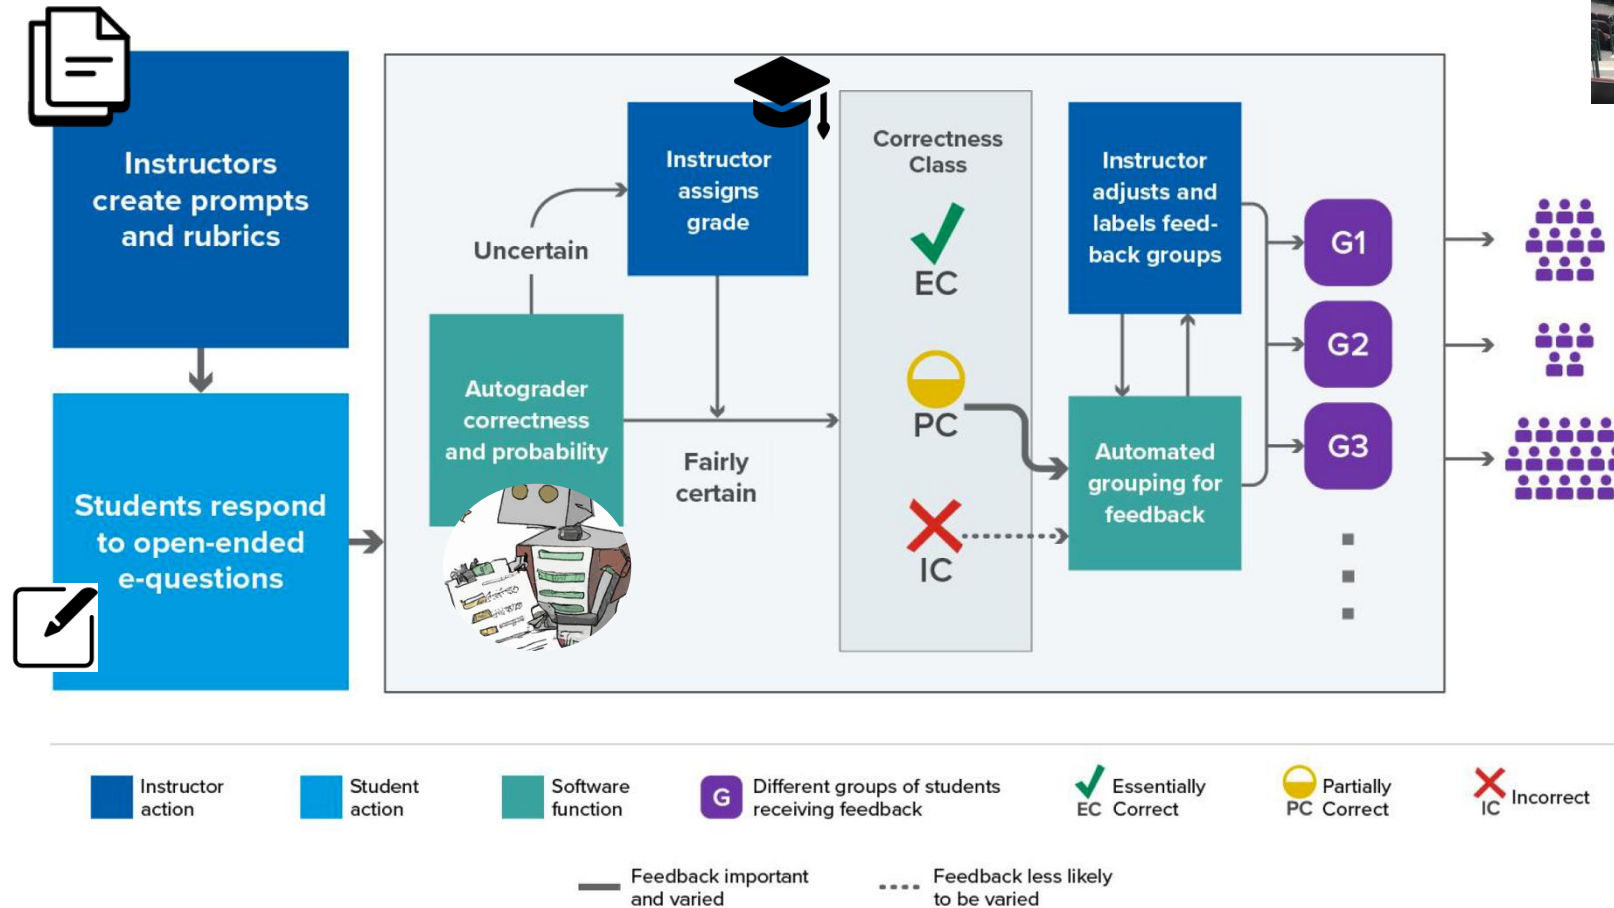 Instructors
create prompts
and rubrics
Students respond
to open-ended
e-questions
Uncertain
Autograder
correctness
and probability
Instructor
assigns
grade
Fairly
certain
Correctness
Class
EC
PC
IC
Instructor
adjusts and
labels feed-
back groups
Automated
grouping for
feedback
G1
G2
G3
Instructor
action
Student
action
Software
function
G
Different groups of students
receiving feedback
EC
Essentially
Correct
PC
Partially
Correct
IC
Incorrect
Feedback important
and varied
Feedback less likely
to be varied